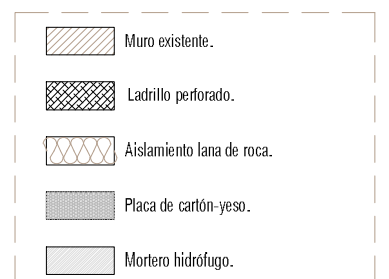 Muro existente.
Ladrillo perforado.
Aislamiento lana de roca.
Placa de cartón-yeso.
Mortero hidrófugo.